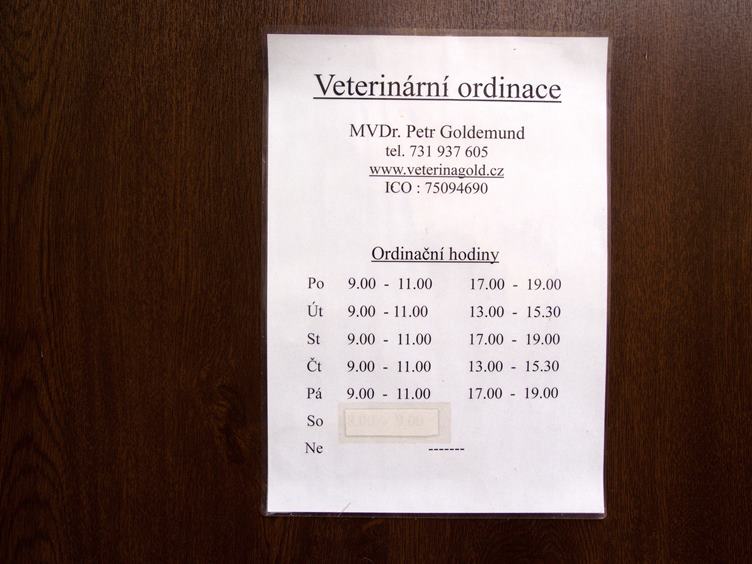 Veterinární ordinace
MVDr. Petr Goldemund
tel. 731 937 605
www.veterinagold.cz
ICO : 75094690
Ordinační hodiny
Po 9.00 - 11.00 17.00 - 19.00
Út 9.00 - 11.00 13.00 - 15.30
St 9.00 - 11.00 17.00 - 19.00
Čt 9.00 - 11.00 13.00 - 15.30
Pá 9.00 - 11.00 17.00 - 19.00
So
Ne -------